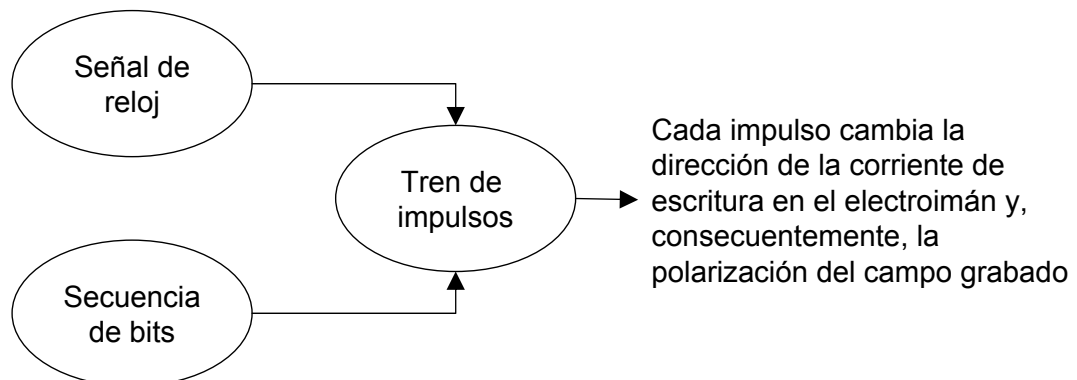 Señal de
reloj
Tren de
impulsos
Secuencia
de bits
Cada impulso cambia la
dirección de la corriente de
escritura en el electroimán y,
consecuentemente, la
polarización del campo grabado